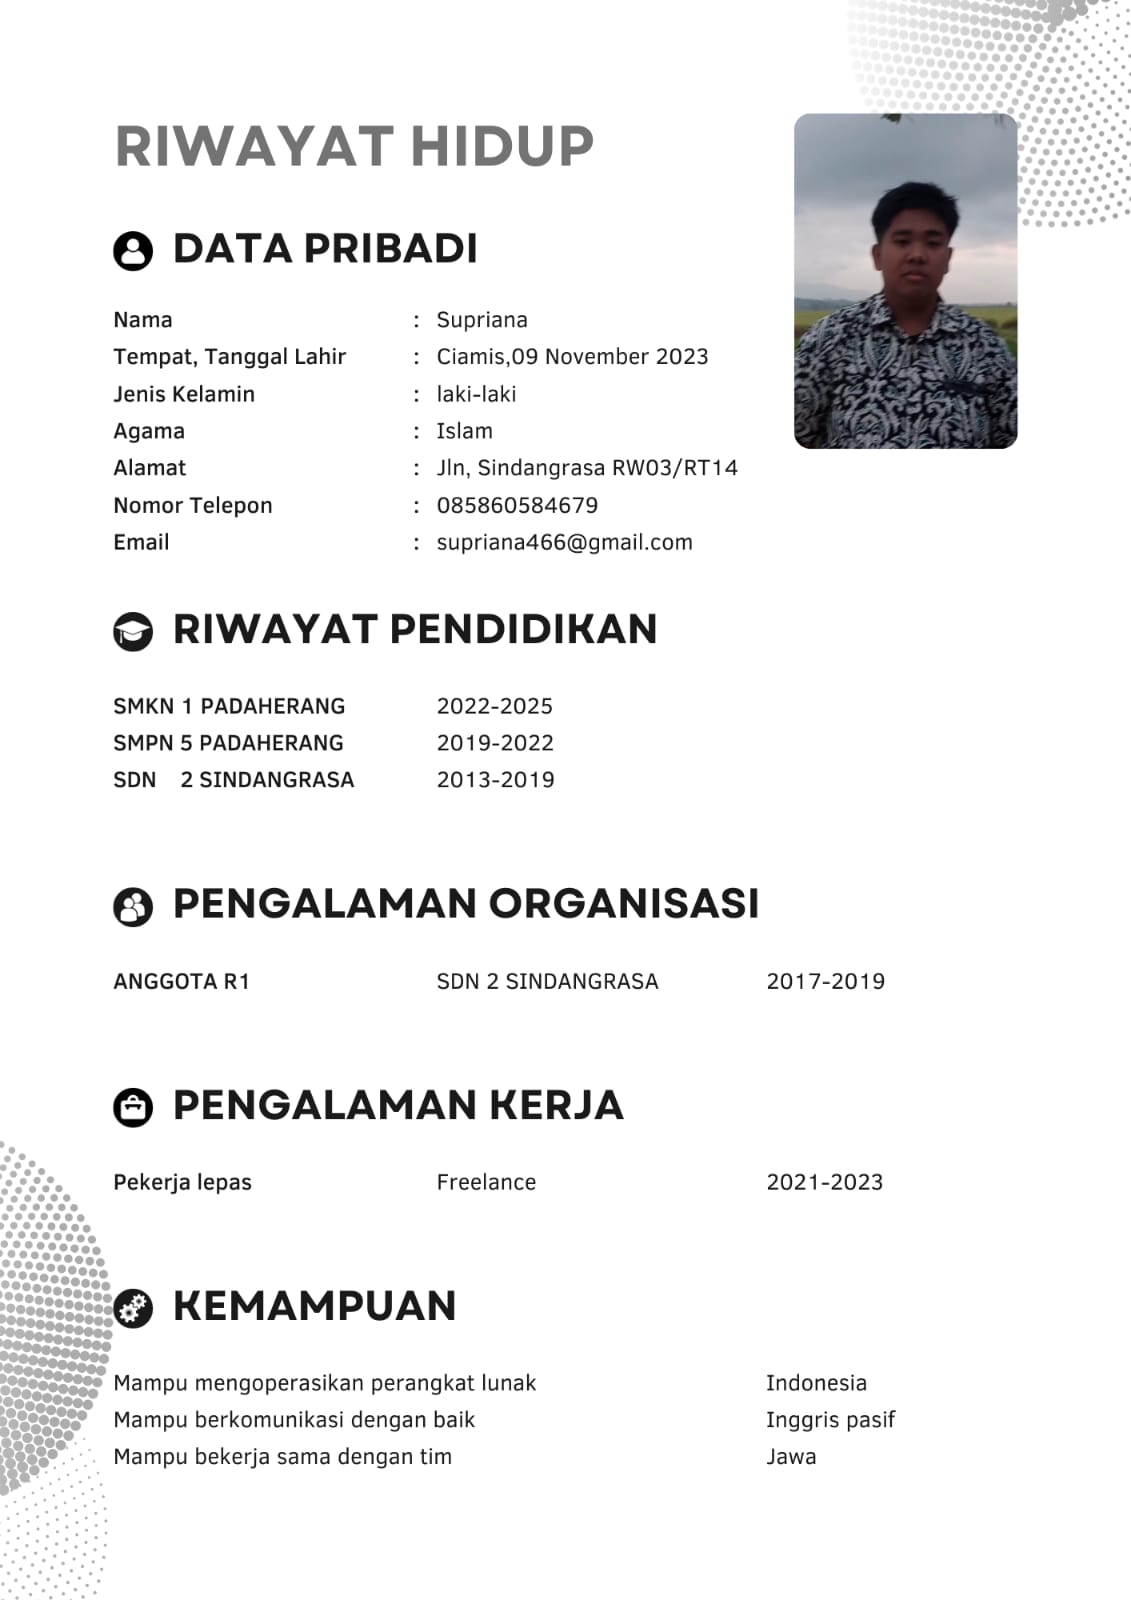 RIWAYAT HIDUP
DATA PRIBADI
Nama : Supriana
Tempat, Tanggal Lahir : Ciamis,09 November 2023
Jenis Kelamin : laki-laki
Agama : Islam
Alamat : Jln, Sindangrasa RW03/RT14
Nomor Telepon : 085860584679
Email : supriana466@gmail.com
RIWAYAT PENDIDIKAN
SMKN 1 PADAHERANG 2022-2025
SMPN 5 PADAHERANG 2019-2022
SDN 2 SINDANGRASA 2013-2019
PENGALAMAN ORGANISASI
ANGGOTA R1 SDN 2 SINDANGRASA 2017-2019
PENGALAMAN KERJA
Pekerja lepas Freelance 2021-2023
KEMAMPUAN
Mampu mengoperasikan perangkat lunak Indonesia
Mampu berkomunikasi dengan baik Inggris pasif
Mampu bekerja sama dengan tim Jawa